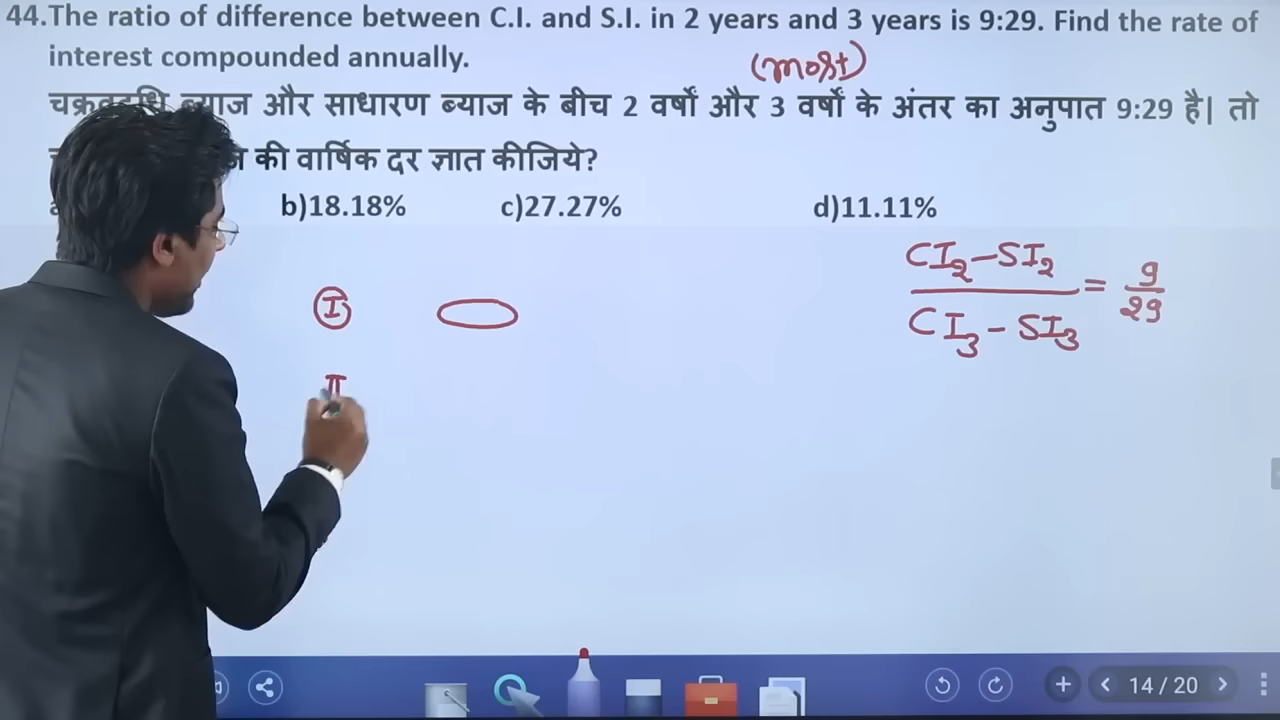 44.The ratio of difference between C.I. and S.I. in 2 years and 3 years is 9:29. Find the rate of
interest compounded annually.
(most)
ब्याज और साधारण ब्याज के बीच 2 वर्षों और 3 वर्षों के अंतर का अनुपात 9:29 है| तो
की वार्षिक दर ज्ञात कीजिये?
b)18.18% c)27.27% d)11.11%
CI₂-SI₂ / CI₃-SI₃ = 9/29
I
II
14 / 20